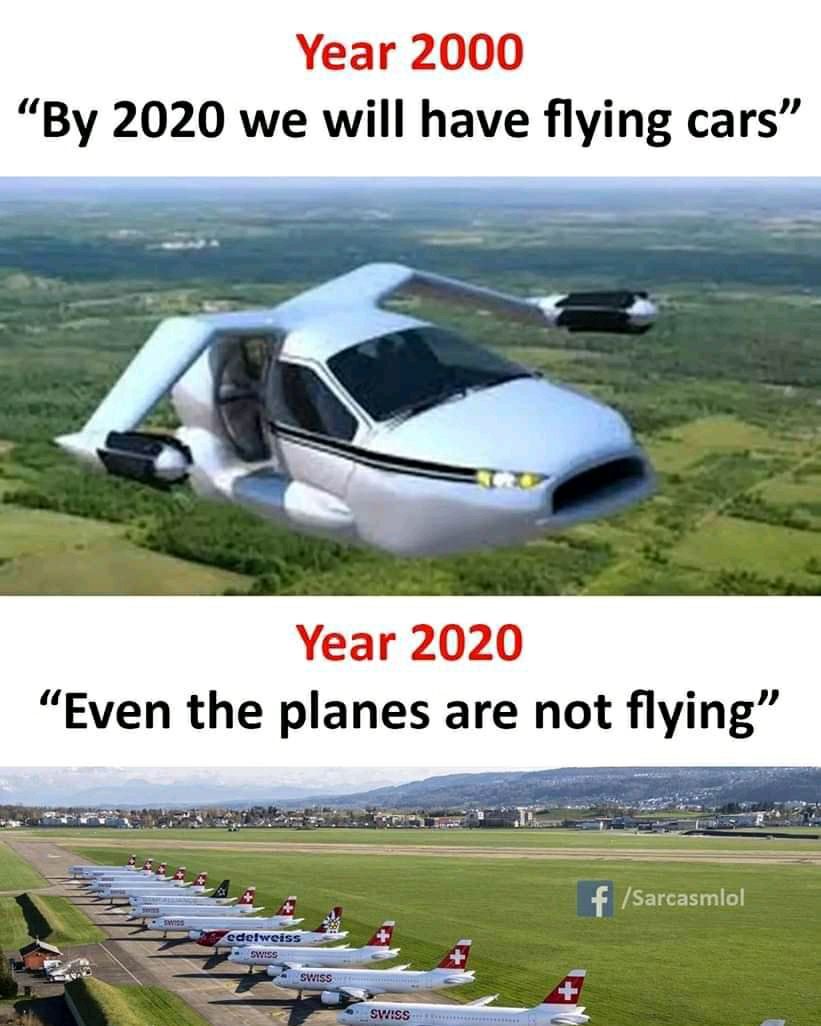 Year 2000
“By 2020 we will have flying cars”
Year 2020
“Even the planes are not flying”
f /Sarcasmlol
edelweiss
SWISS
SWISS
SWISS
SWISS